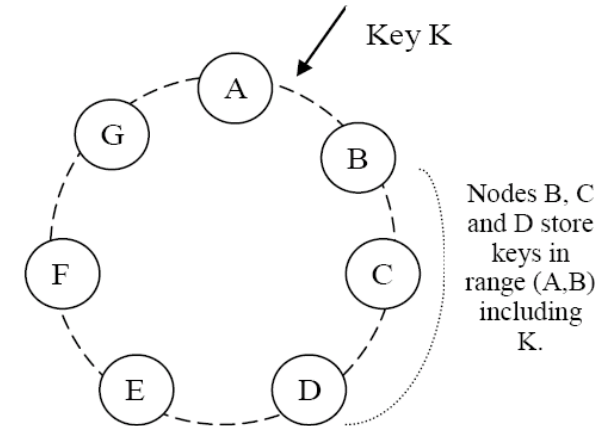 Key K
A
G
B
Nodes B, C
and D store
keys in
range (A,B)
including
K.
F
C
E
D